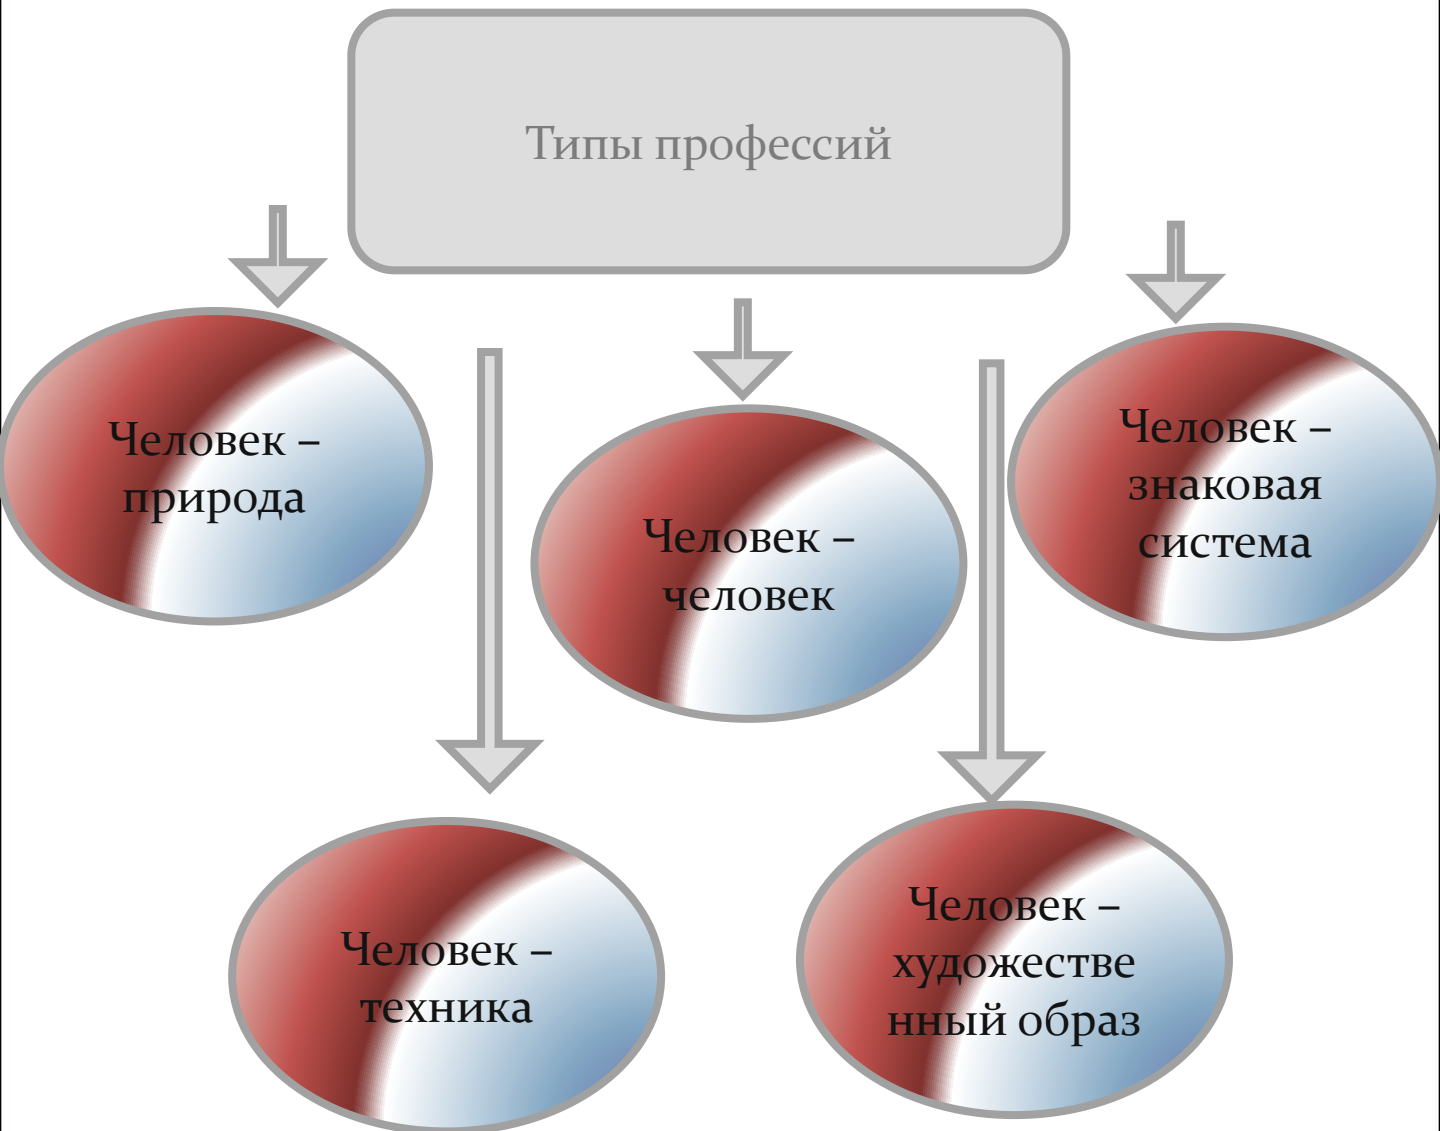 Типы профессий
Человек –
природа
Человек –
человек
Человек –
знаковая
система
Человек –
техника
Человек –
художестве
нный образ